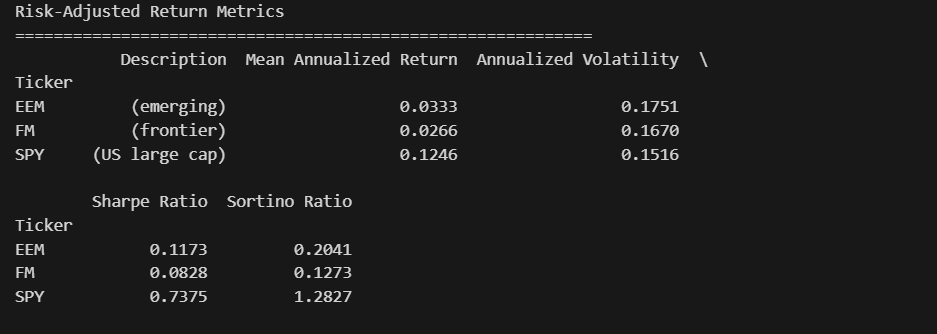 Risk-Adjusted Return Metrics
============================================================
           Description  Mean Annualized Return  Annualized Volatility  \
Ticker
EEM         (emerging)                  0.0333                 0.1751
FM          (frontier)                  0.0266                 0.1670
SPY     (US large cap)                  0.1246                 0.1516
        Sharpe Ratio  Sortino Ratio
Ticker
EEM           0.1173         0.2041
FM            0.0828         0.1273
SPY           0.7375         1.2827